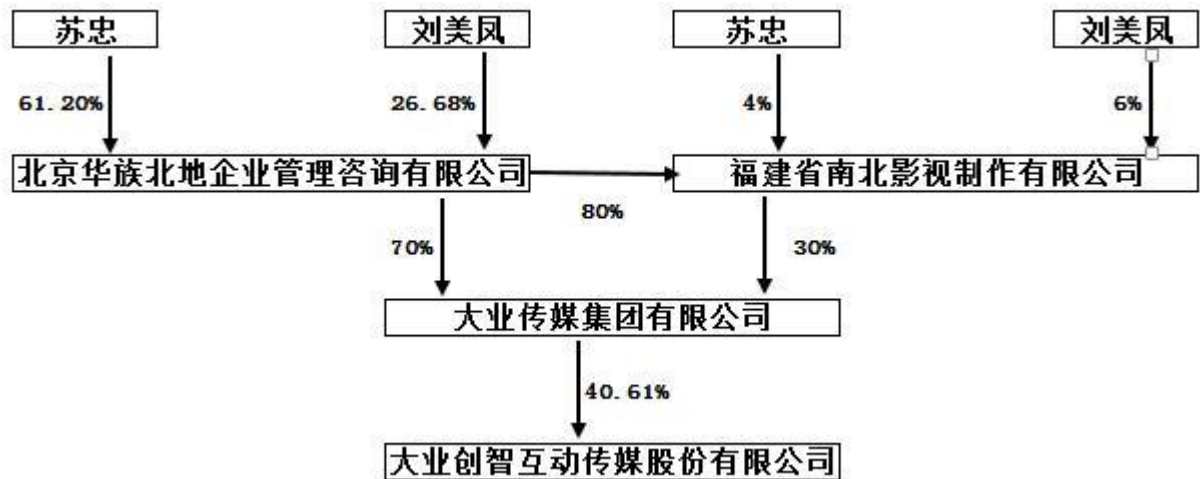 苏忠
刘美凤
苏忠
刘美凤
61.20%
26.68%
4%
6%
北京华族北地企业管理咨询有限公司
福建省南北影视制作有限公司
80%
70%
30%
大业传媒集团有限公司
40.61%
大业创智互动传媒股份有限公司